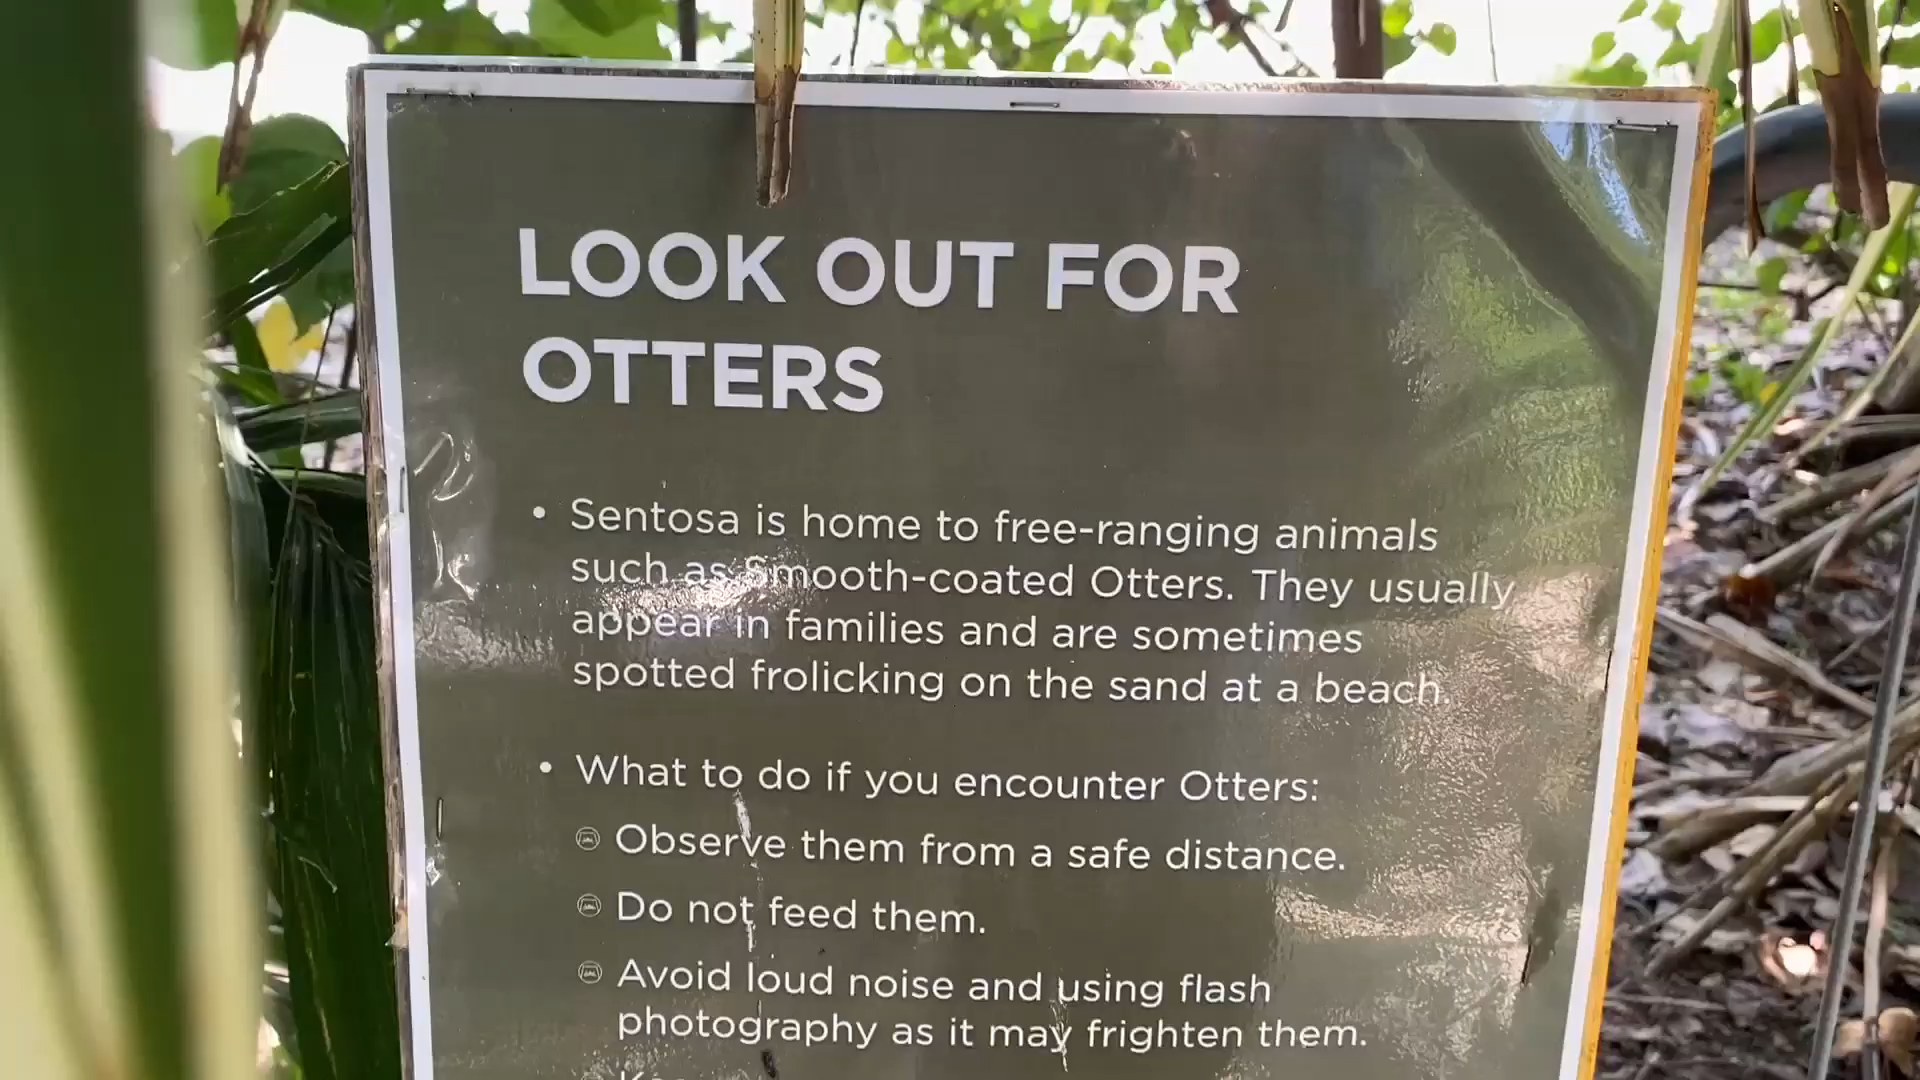 LOOK OUT FOR
OTTERS
• Sentosa is home to free-ranging animals
such as Smooth-coated Otters. They usually
appear in families and are sometimes
spotted frolicking on the sand at a beach.
• What to do if you encounter Otters:
Observe them from a safe distance.
Do not feed them.
Avoid loud noise and using flash
photography as it may frighten them.